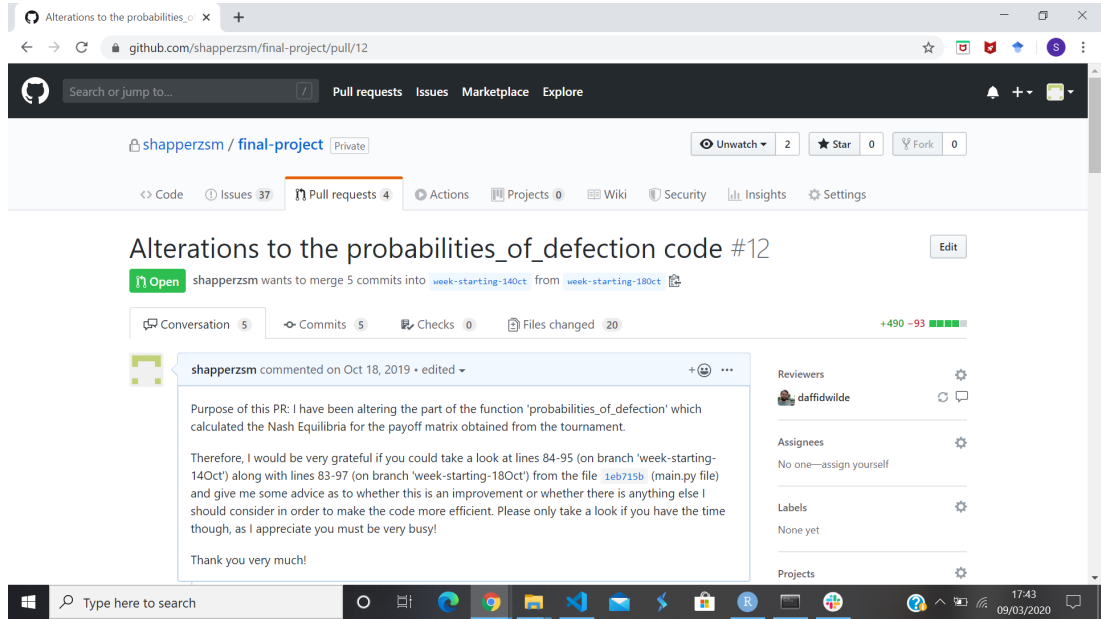 Alterations to the probabilities_o
github.com/shapperzsm/final-project/pull/12
S
Search or jump to...
/
Pull requests Issues Marketplace Explore
shapperzsm / final-project Private
Unwatch 2 Star 0 Fork 0
Code Issues 37 Pull requests 4 Actions Projects 0 Wiki Security Insights Settings
Alterations to the probabilities_of_defection code #12
Edit
Open shapperzsm wants to merge 5 commits into week-starting-14Oct from week-starting-18Oct
Conversation 5 Commits 5 Checks 0 Files changed 20
+490 −93
shapperzsm commented on Oct 18, 2019 • edited
Purpose of this PR: I have been altering the part of the function 'probabilities_of_defection' which
calculated the Nash Equilibria for the payoff matrix obtained from the tournament.
Therefore, I would be very grateful if you could take a look at lines 84-95 (on branch 'week-starting-
14Oct') along with lines 83-97 (on branch 'week-starting-18Oct') from the file 1eb715b (main.py file)
and give me some advice as to whether this is an improvement or whether there is anything else I
should consider in order to make the code more efficient. Please only take a look if you have the time
though, as I appreciate you must be very busy!
Thank you very much!
Reviewers
daffidwilde
Assignees
No one—assign yourself
Labels
None yet
Projects
Type here to search
R
17:43
09/03/2020